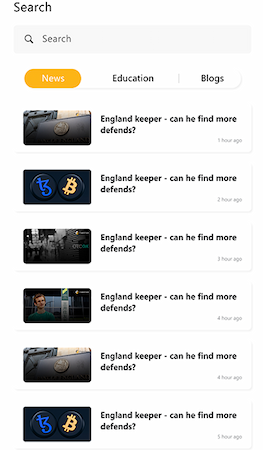 Search
Search
News
Education
Blogs
England keeper - can he find more
defends?
1 hour ago
England keeper - can he find more
defends?
2 hour ago
England keeper - can he find more
defends?
3 hour ago
England keeper - can he find more
defends?
4 hour ago
England keeper - can he find more
defends?
4 hour ago
England keeper - can he find more
defends?
5 hour ago